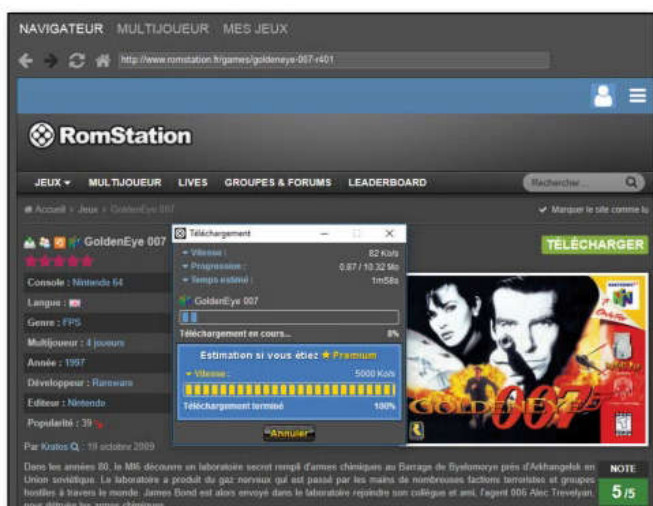 NAVIGATEUR MULTIJOUEUR MES JEUX
http://www.romstation.fr/games/goldeneye-007-r401
RomStation
JEUX MULTIJOUEUR LIVES GROUPES & FORUMS LEADERBOARD Rechercher ...
Accueil › Jeux › GoldenEye 007 Marquer le site comme lu
GoldenEye 007
TÉLÉCHARGER
Console : Nintendo 64
Langue :
Genre : FPS
Multijoueur : 4 joueurs
Année : 1997
Développeur : Rareware
Editeur : Nintendo
Popularité : 39
Par Kratos 19 octobre 2009
Téléchargement
Vitesse : 82 Ko/s
Progression : 0.87 / 10.32 Mo
Temps estimé : 1m58s
GoldenEye 007
Téléchargement en cours... 8%
Estimation si vous étiez Premium
Vitesse : 5000 Ko/s
Téléchargement terminé 100%
Annuler
NINTENDO 64
GOLDENEYE 007
Dans les années 80, le MI6 découvre un laboratoire secret rempli d'armes chimiques au Barrage de Byelomorye près d'Arkhangelsk en
Union soviétique. Le laboratoire a produit du gaz nerveux qui est passé par les mains de nombreuses factions terroristes et groupes
hostiles à travers le monde. James Bond est alors envoyé dans le laboratoire rejoindre son collègue et ami, l'agent 006 Alec Trevelyan,
pour détruire les armes chimiques.
NOTE
5/5